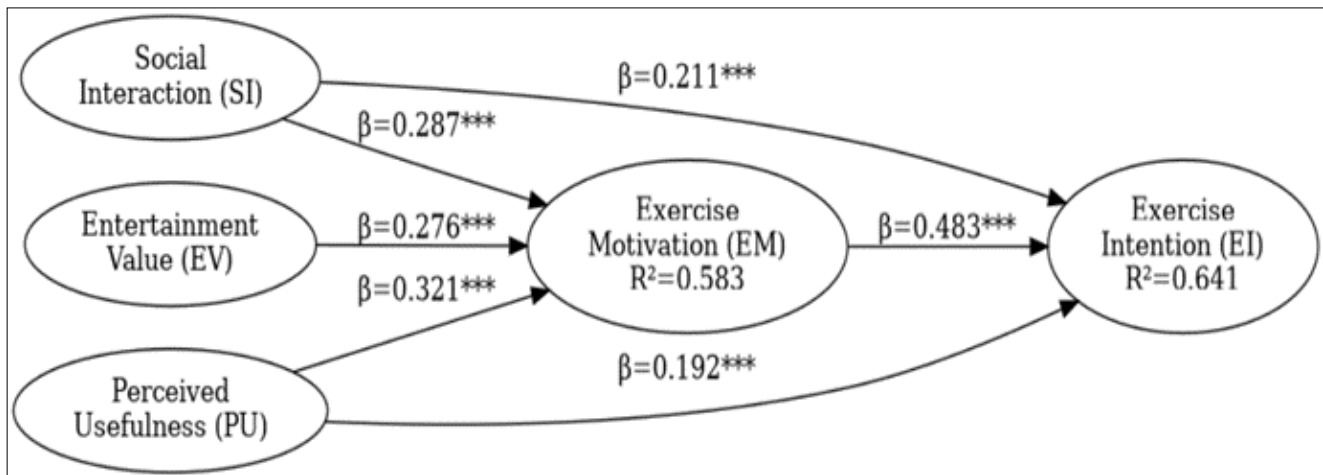 Social
Interaction (SI)
β=0.211***
β=0.287***
Entertainment
Value (EV)
β=0.276***
Exercise
Motivation (EM)
R²=0.583
β=0.483***
Exercise
Intention (EI)
R²=0.641
β=0.321***
Perceived
Usefulness (PU)
β=0.192***